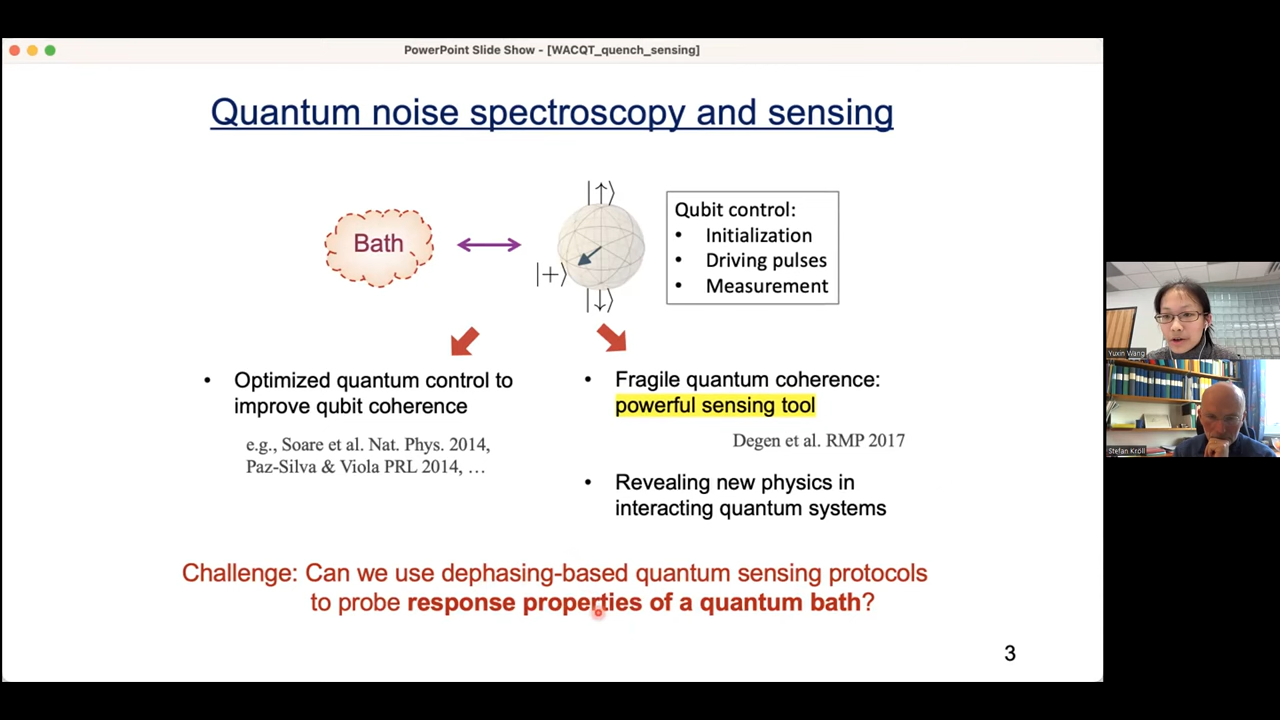 PowerPoint Slide Show - [WACQT_quench_sensing]
Quantum noise spectroscopy and sensing
Bath
|↑⟩
|+⟩
|↓⟩
Qubit control:
• Initialization
• Driving pulses
• Measurement
• Optimized quantum control to
improve qubit coherence
e.g., Soare et al. Nat. Phys. 2014,
Paz-Silva & Viola PRL 2014, …
• Fragile quantum coherence:
powerful sensing tool
Degen et al. RMP 2017
• Revealing new physics in
interacting quantum systems
Challenge: Can we use dephasing-based quantum sensing protocols
to probe response properties of a quantum bath?
3
Yuxin Wang
Stefan Kröll